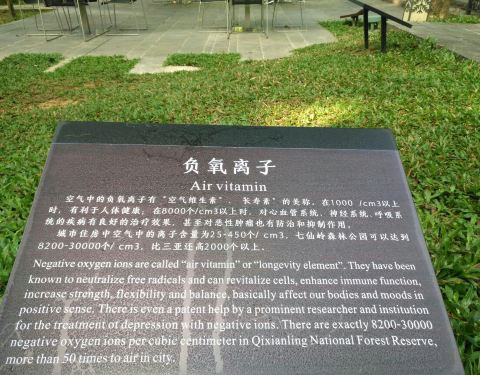 负氧离子
Air vitamin
空气中的负氧离子有“空气维生素”、长寿素”的美称，在1000 /cm3以上
时，有利于人体健康，在8000个/cm3以上时，对心血管系统、神经系统、呼吸系
统的疾病有良好的治疗效果，甚至对恶性肿瘤也有防治和抑制作用。
城市住房中空气中的离子含量为25-450个/ cm3，七仙岭森林公园可以达到
8200-30000个/ cm3，比三亚还高2000个以上。
Negative oxygen ions are called “air vitamin” or “longevity element”. They have been
known to neutralize free radicals and can revitalize cells, enhance immune function,
increase strength, flexibility and balance, basically affect our bodies and moods in
positive sense. There is even a patent help by a prominent researcher and institution
for the treatment of depression with negative ions. There are exactly 8200-30000
negative oxygen ions per cubic centimeter in Qixianling National Forest Reserve,
more than 50 times to air in city.